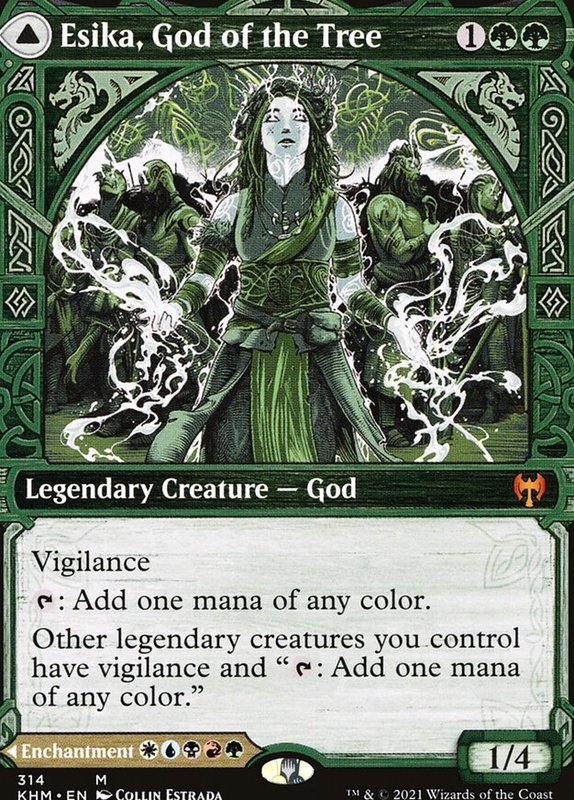 Esika, God of the Tree 1
Legendary Creature — God
Vigilance
: Add one mana of any color.
Other legendary creatures you control
have vigilance and “ : Add one mana
of any color.”
Enchantment
1/4
314 M
KHM • EN Collin Estrada
™ & © 2021 Wizards of the Coast